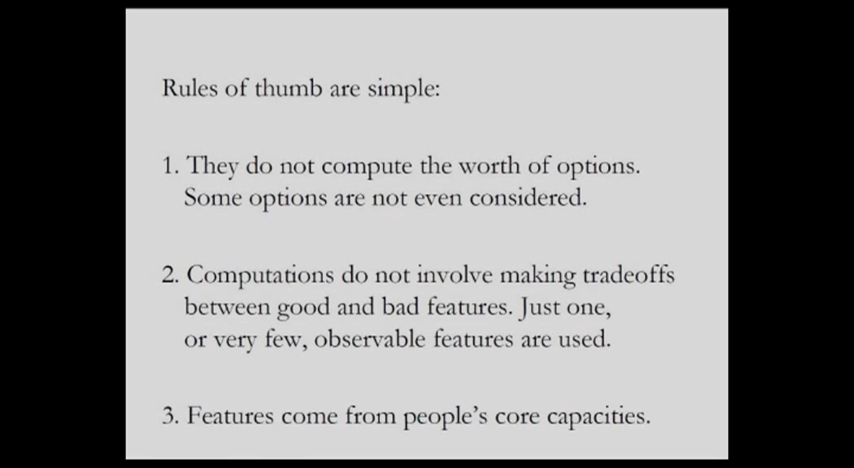 Rules of thumb are simple:
1. They do not compute the worth of options.
Some options are not even considered.
2. Computations do not involve making tradeoffs
between good and bad features. Just one,
or very few, observable features are used.
3. Features come from people's core capacities.